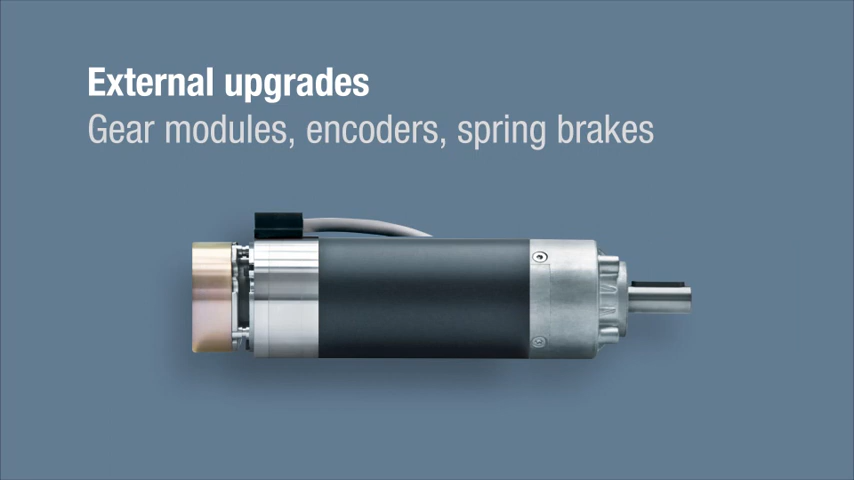 External upgrades
Gear modules, encoders, spring brakes